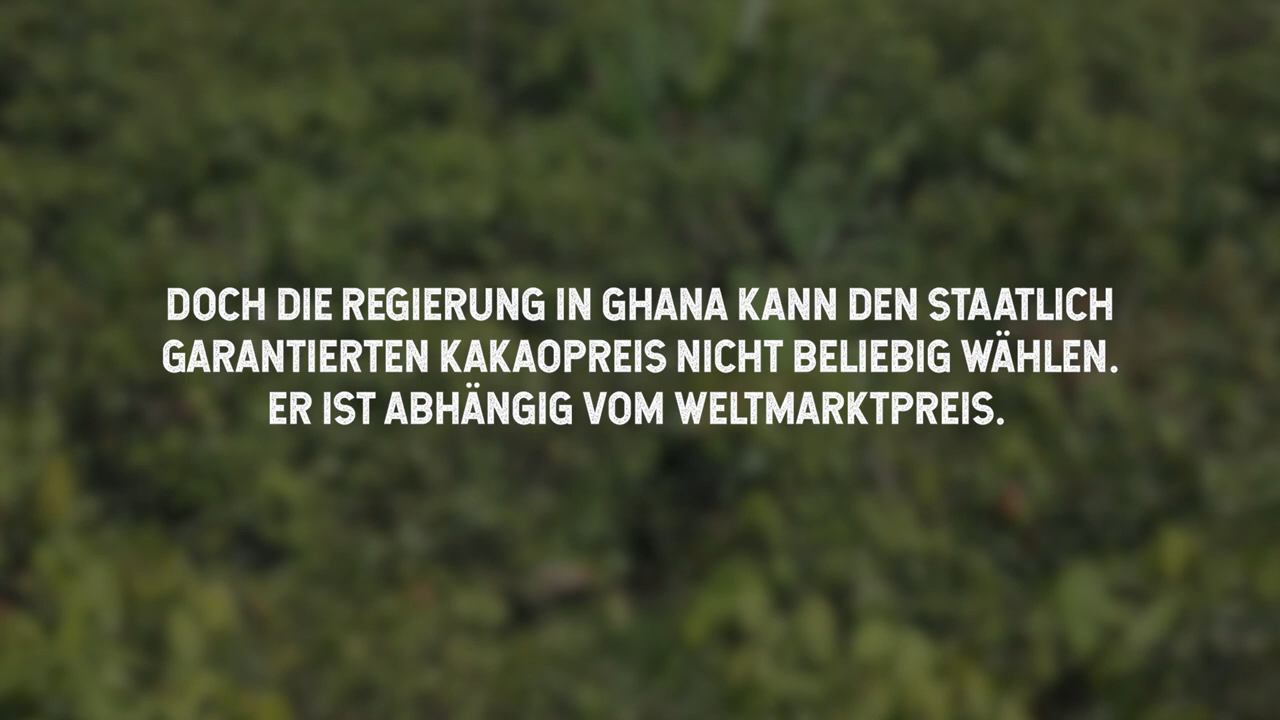 DOCH DIE REGIERUNG IN GHANA KANN DEN STAATLICH
GARANTIERTEN KAKAOPREIS NICHT BELIEBIG WÄHLEN.
ER IST ABHÄNGIG VOM WELTMARKTPREIS.